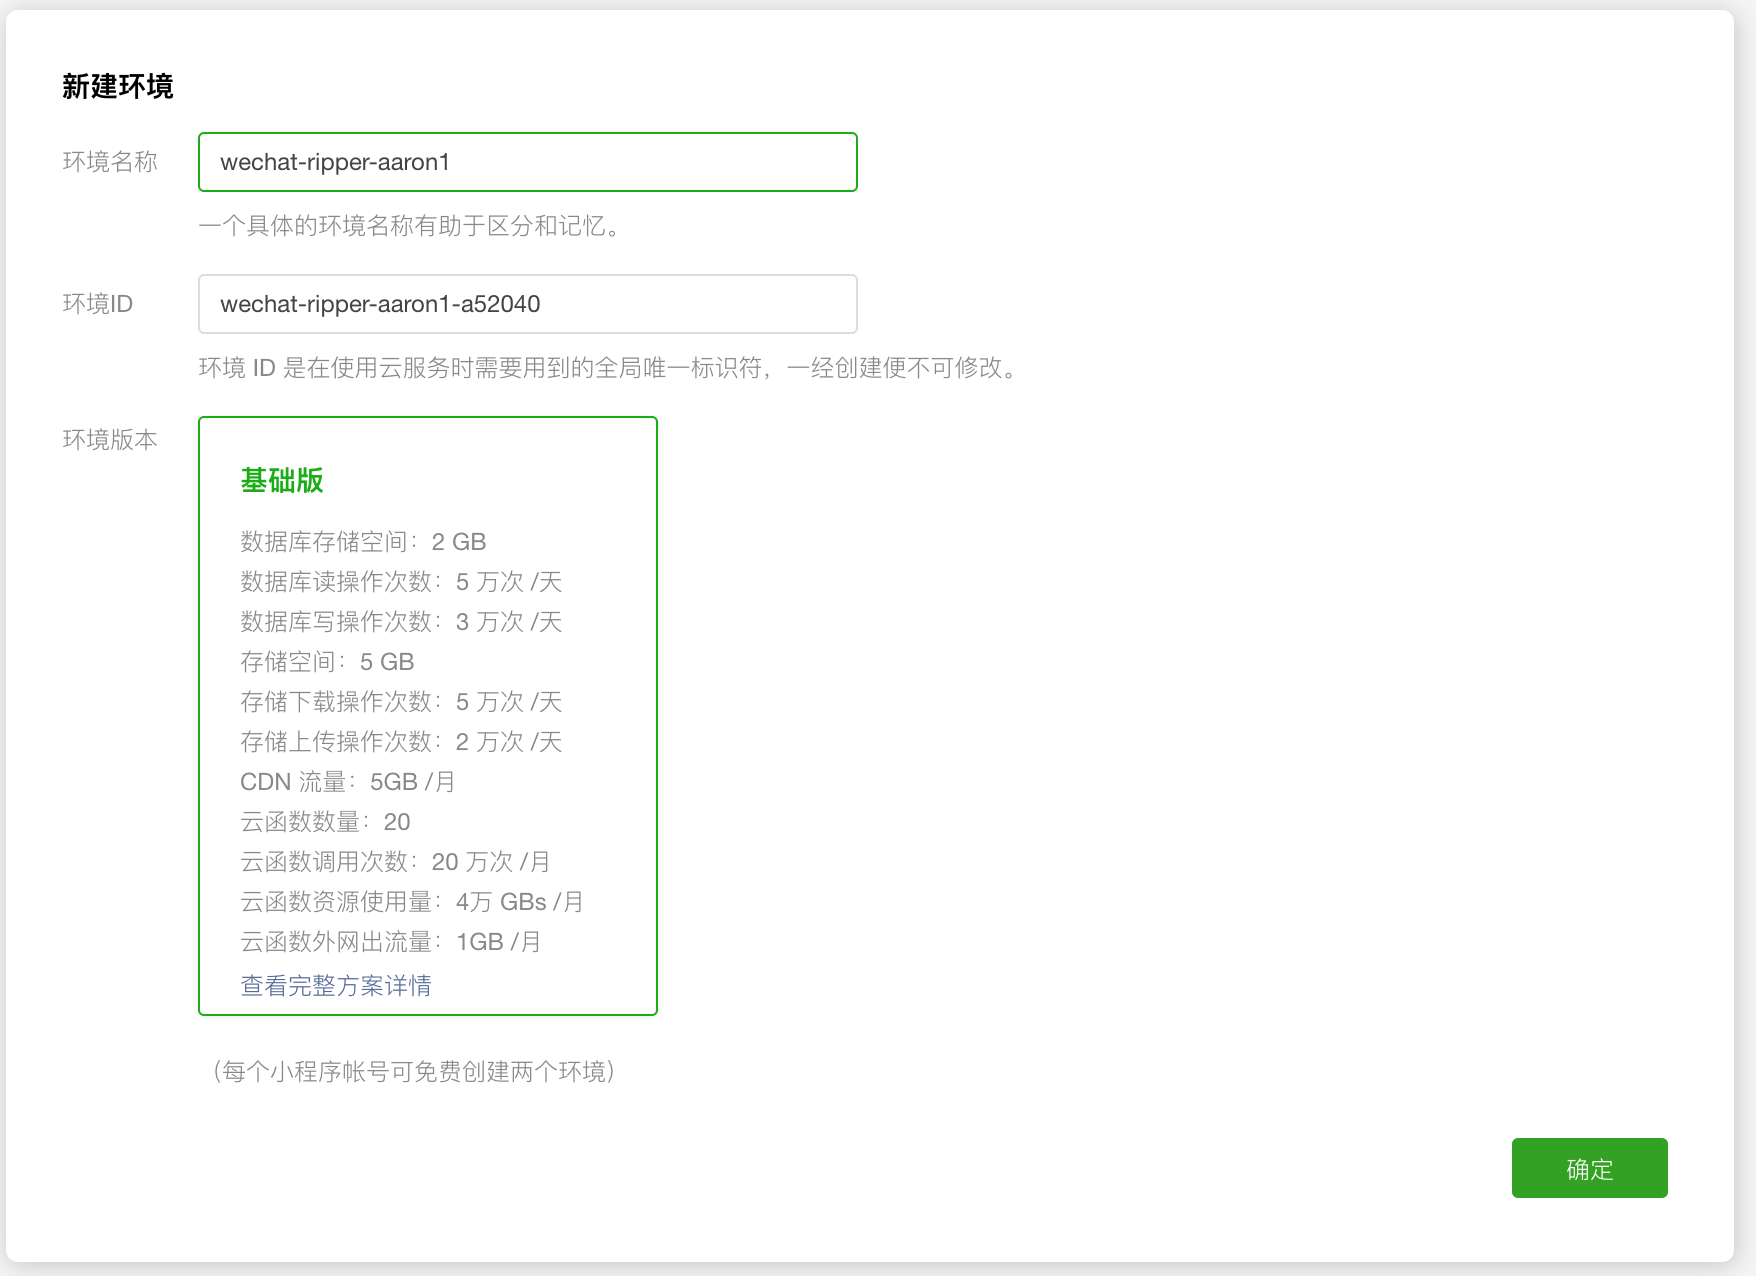 新建环境
环境名称
wechat-ripper-aaron1
一个具体的环境名称有助于区分和记忆。
环境ID
wechat-ripper-aaron1-a52040
环境 ID 是在使用云服务时需要用到的全局唯一标识符，一经创建便不可修改。
环境版本
基础版
数据库存储空间：2 GB
数据库读操作次数：5 万次 /天
数据库写操作次数：3 万次 /天
存储空间：5 GB
存储下载操作次数：5 万次 /天
存储上传操作次数：2 万次 /天
CDN 流量：5GB /月
云函数数量：20
云函数调用次数：20 万次 /月
云函数资源使用量：4万 GBs /月
云函数外网出流量：1GB /月
查看完整方案详情
（每个小程序帐号可免费创建两个环境）
确定